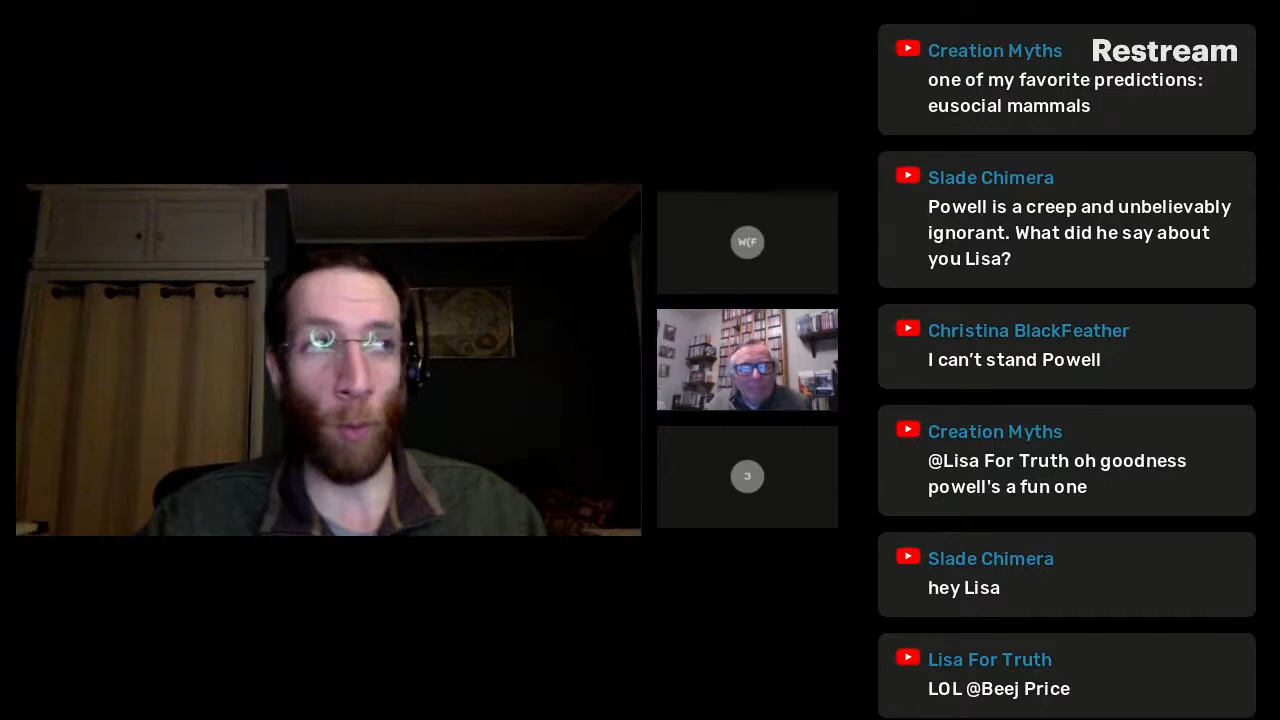 Creation Myths
Restream
one of my favorite predictions:
eusocial mammals
Slade Chimera
Powell is a creep and unbelievably
ignorant. What did he say about
you Lisa?
Christina BlackFeather
I can’t stand Powell
Creation Myths
@Lisa For Truth oh goodness
powell's a fun one
Slade Chimera
hey Lisa
Lisa For Truth
LOL @Beej Price
W(F
J